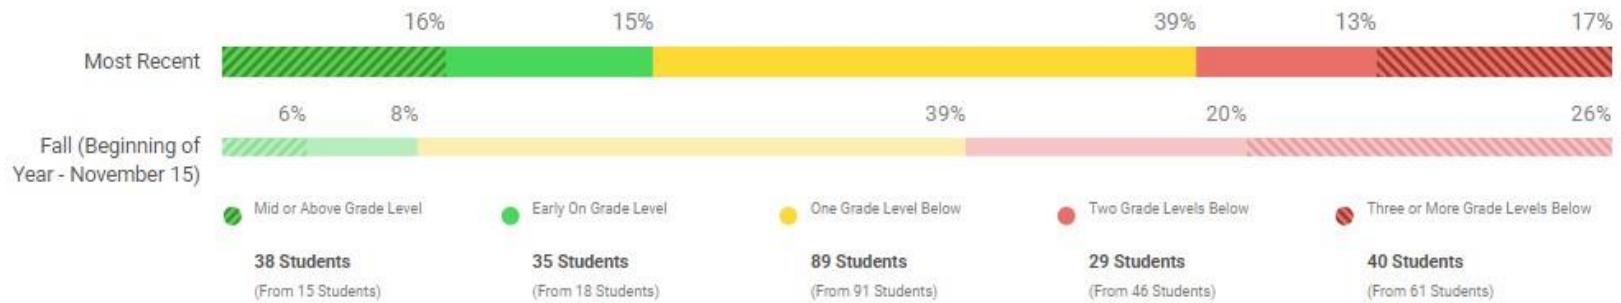 16% 15% 39% 13% 17%
Most Recent
6% 8% 39% 20% 26%
Fall (Beginning of
Year - November 15)
Mid or Above Grade Level
38 Students
(From 15 Students)
Early On Grade Level
35 Students
(From 18 Students)
One Grade Level Below
89 Students
(From 91 Students)
Two Grade Levels Below
29 Students
(From 46 Students)
Three or More Grade Levels Below
40 Students
(From 61 Students)